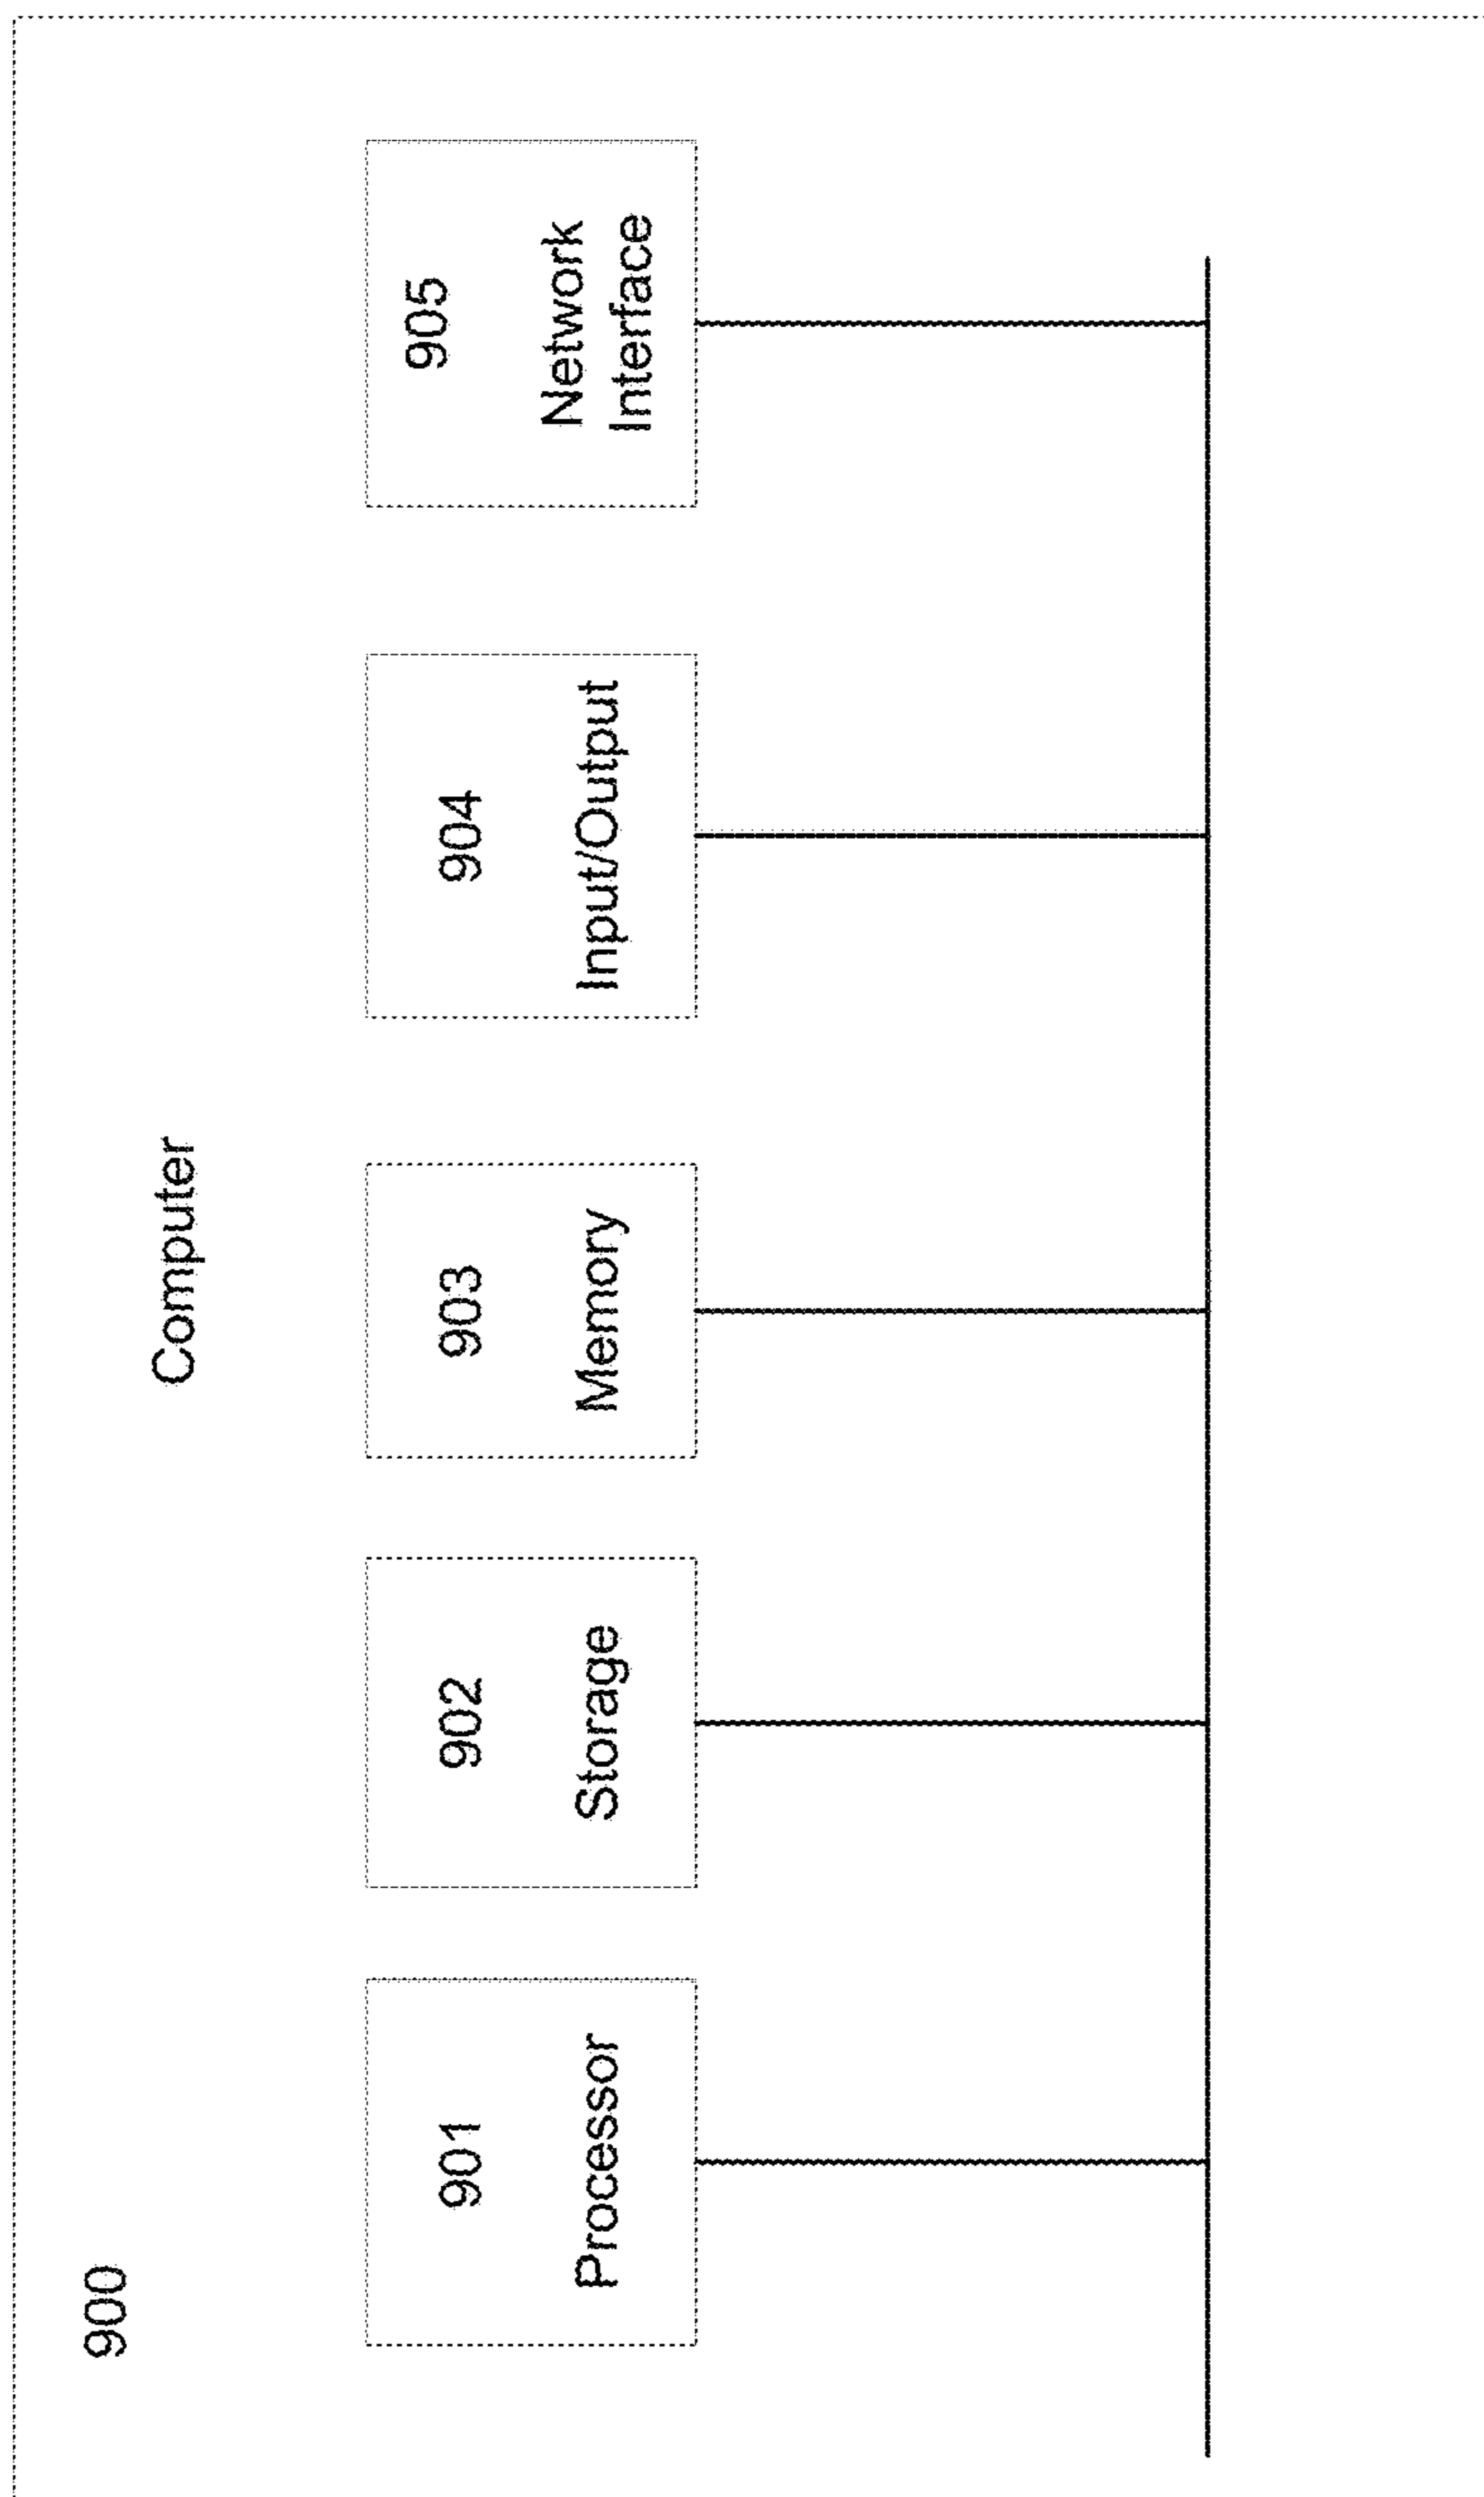 900
Computer
901
Processor
902
Storage
903
Memory
904
Input/Output
905
Network
Interface